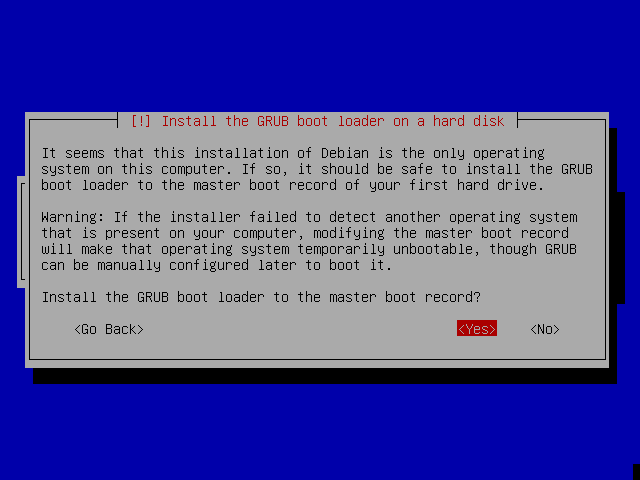 [!] Install the GRUB boot loader on a hard disk
It seems that this installation of Debian is the only operating
system on this computer. If so, it should be safe to install the GRUB
boot loader to the master boot record of your first hard drive.
Warning: If the installer failed to detect another operating system
that is present on your computer, modifying the master boot record
will make that operating system temporarily unbootable, though GRUB
can be manually configured later to boot it.
Install the GRUB boot loader to the master boot record?
<Go Back> <Yes> <No>